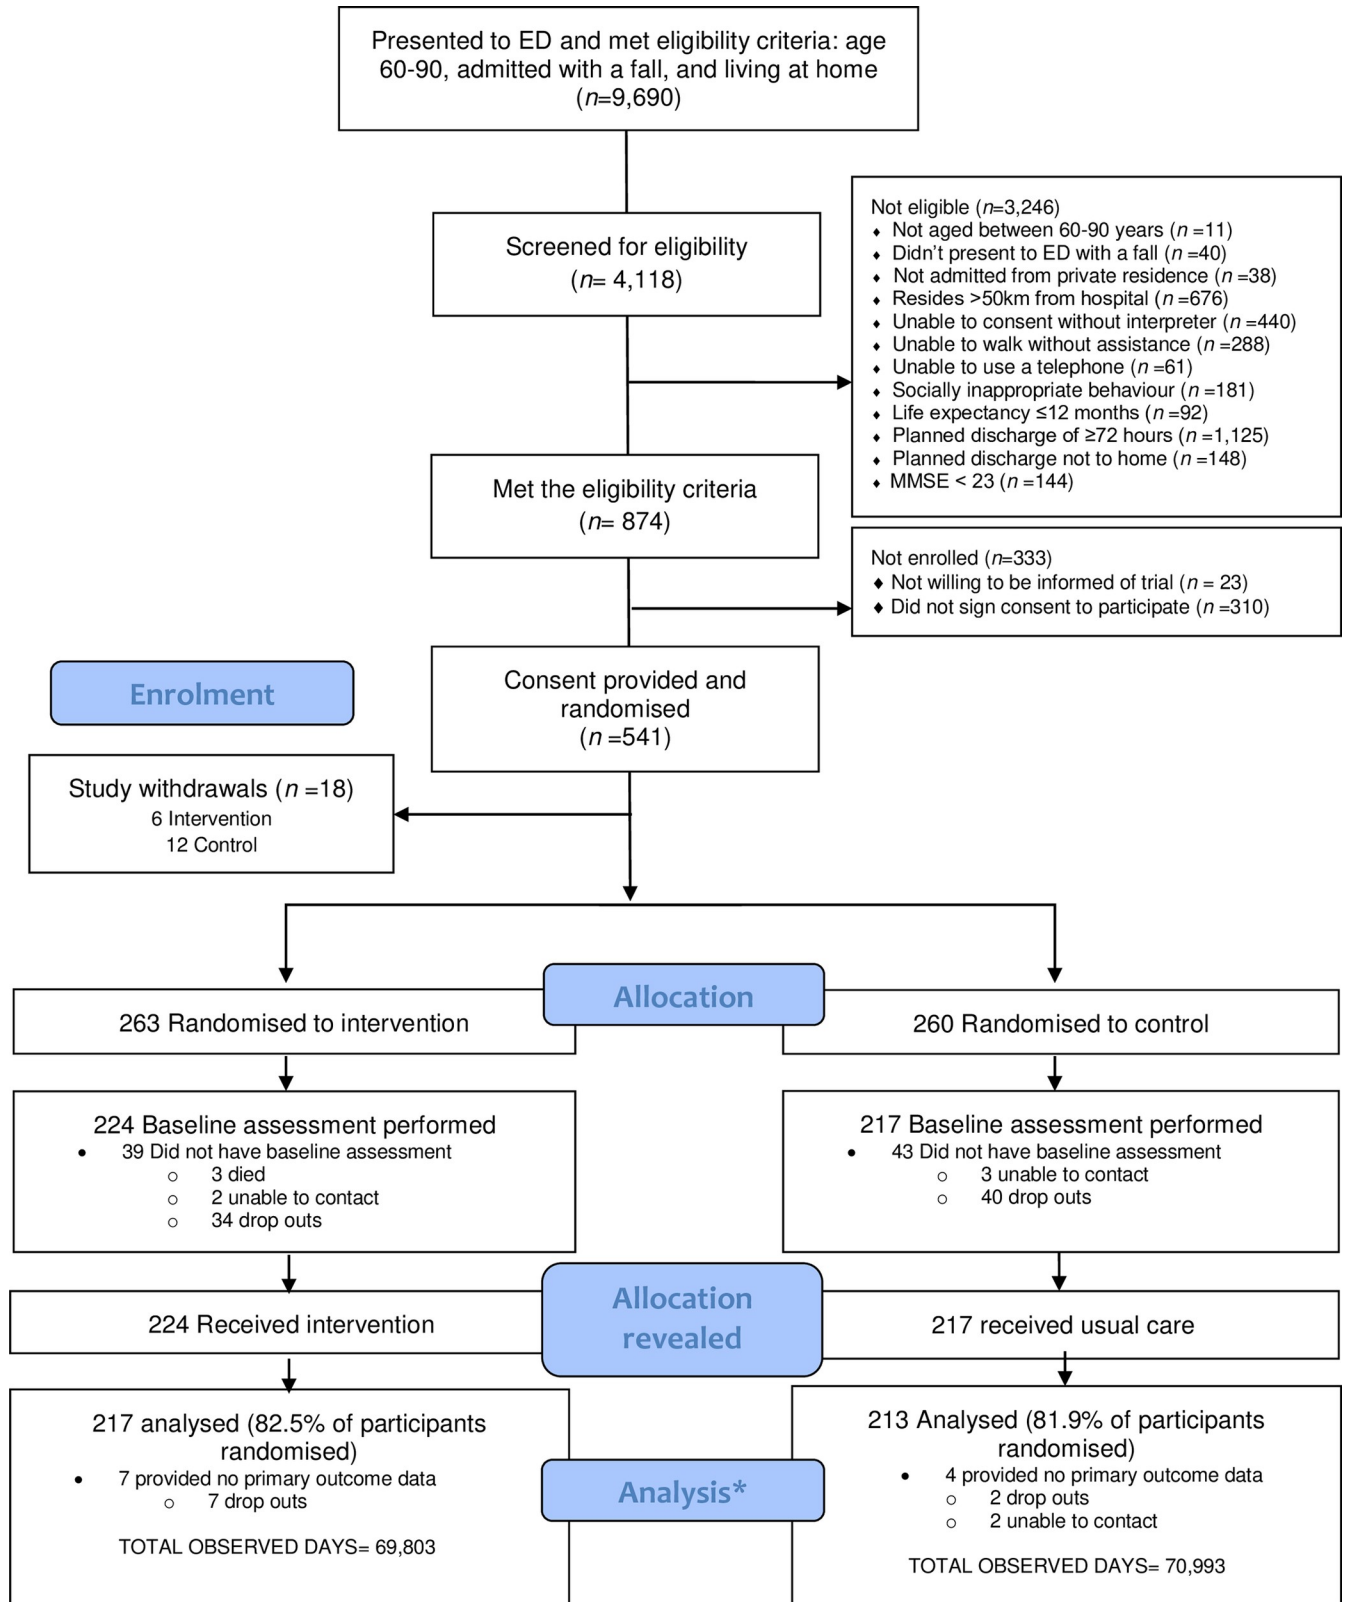 Presented to ED and met eligibility criteria: age
60-90, admitted with a fall, and living at home
(n=9,690)
Screened for eligibility
(n= 4,118)
Not eligible (n=3,246)
♦ Not aged between 60-90 years (n =11)
♦ Didn't present to ED with a fall (n =40)
♦ Not admitted from private residence (n =38)
♦ Resides >50km from hospital (n =676)
♦ Unable to consent without interpreter (n =440)
♦ Unable to walk without assistance (n =288)
♦ Unable to use a telephone (n =61)
♦ Socially inappropriate behaviour (n =181)
♦ Life expectancy ≤12 months (n =92)
♦ Planned discharge of ≥72 hours (n =1,125)
♦ Planned discharge not to home (n =148)
♦ MMSE < 23 (n =144)
Met the eligibility criteria
(n= 874)
Not enrolled (n=333)
♦ Not willing to be informed of trial (n = 23)
♦ Did not sign consent to participate (n =310)
Consent provided and
randomised
(n =541)
Enrolment
Study withdrawals (n =18)
6 Intervention
12 Control
Allocation
263 Randomised to intervention
260 Randomised to control
224 Baseline assessment performed
• 39 Did not have baseline assessment
○ 3 died
○ 2 unable to contact
○ 34 drop outs
217 Baseline assessment performed
• 43 Did not have baseline assessment
○ 3 unable to contact
○ 40 drop outs
Allocation
revealed
224 Received intervention
217 received usual care
217 analysed (82.5% of participants
randomised)
• 7 provided no primary outcome data
○ 7 drop outs
TOTAL OBSERVED DAYS= 69,803
Analysis*
213 Analysed (81.9% of participants
randomised)
• 4 provided no primary outcome data
○ 2 drop outs
○ 2 unable to contact
TOTAL OBSERVED DAYS= 70,993